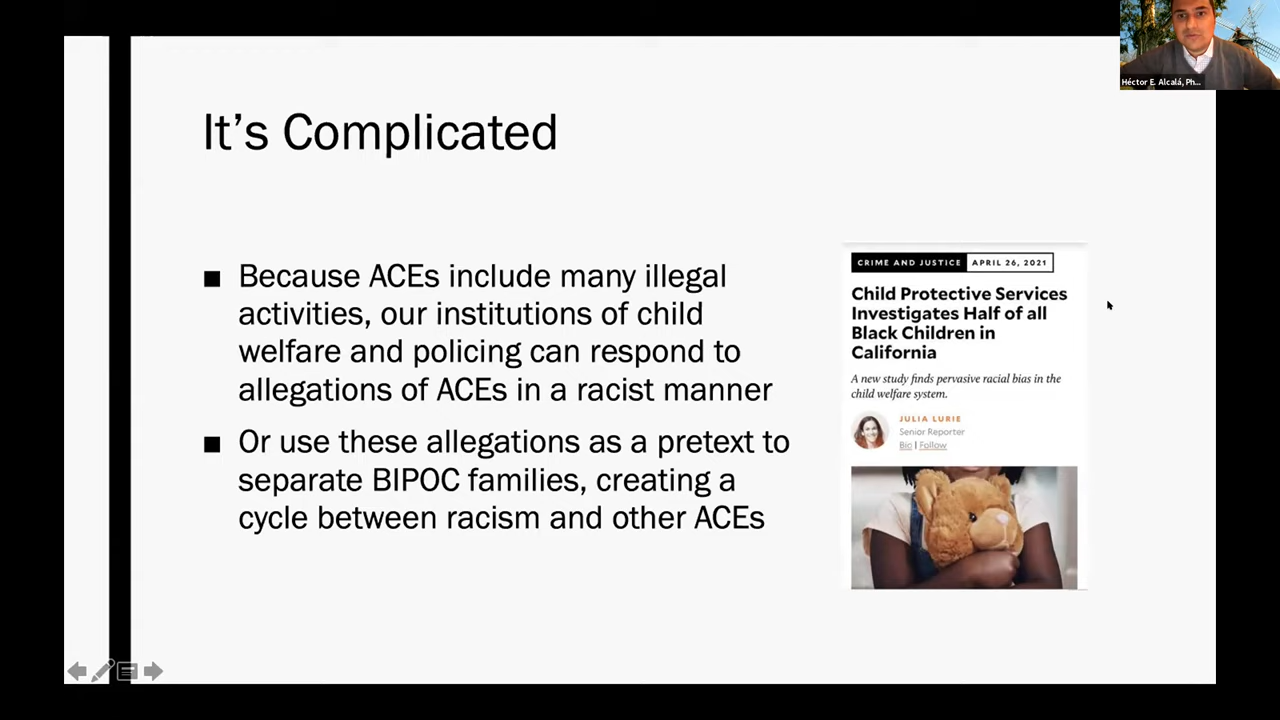 Héctor E. Alcalá, Ph...
It's Complicated
■ Because ACEs include many illegal
activities, our institutions of child
welfare and policing can respond to
allegations of ACEs in a racist manner
■ Or use these allegations as a pretext to
separate BIPOC families, creating a
cycle between racism and other ACEs
CRIME AND JUSTICE APRIL 26, 2021
Child Protective Services
Investigates Half of all
Black Children in
California
A new study finds pervasive racial bias in the
child welfare system.
JULIA LURIE
Senior Reporter
Bio | Follow